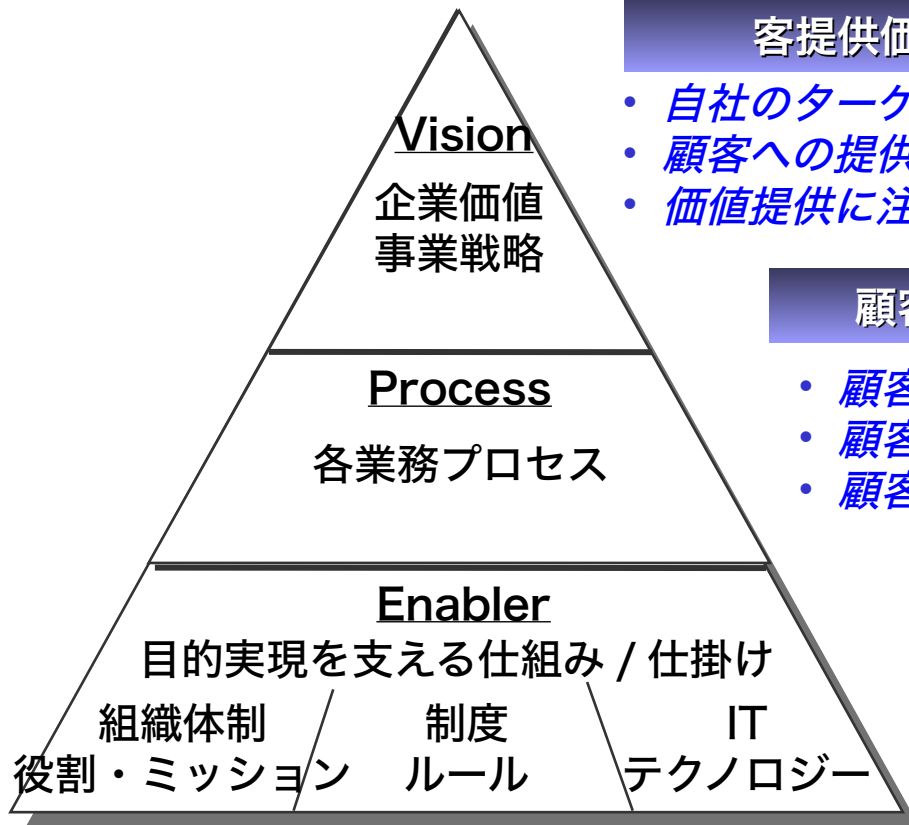 客提供価
• 自社のターゲ
• 顧客への提供
• 価値提供に注
Vision
企業価値
事業戦略
顧客
• 顧客
• 顧客
• 顧客
Process
各業務プロセス
Enabler
目的実現を支える仕組み / 仕掛け
組織体制 制度 IT
役割・ミッション ルール テクノロジー